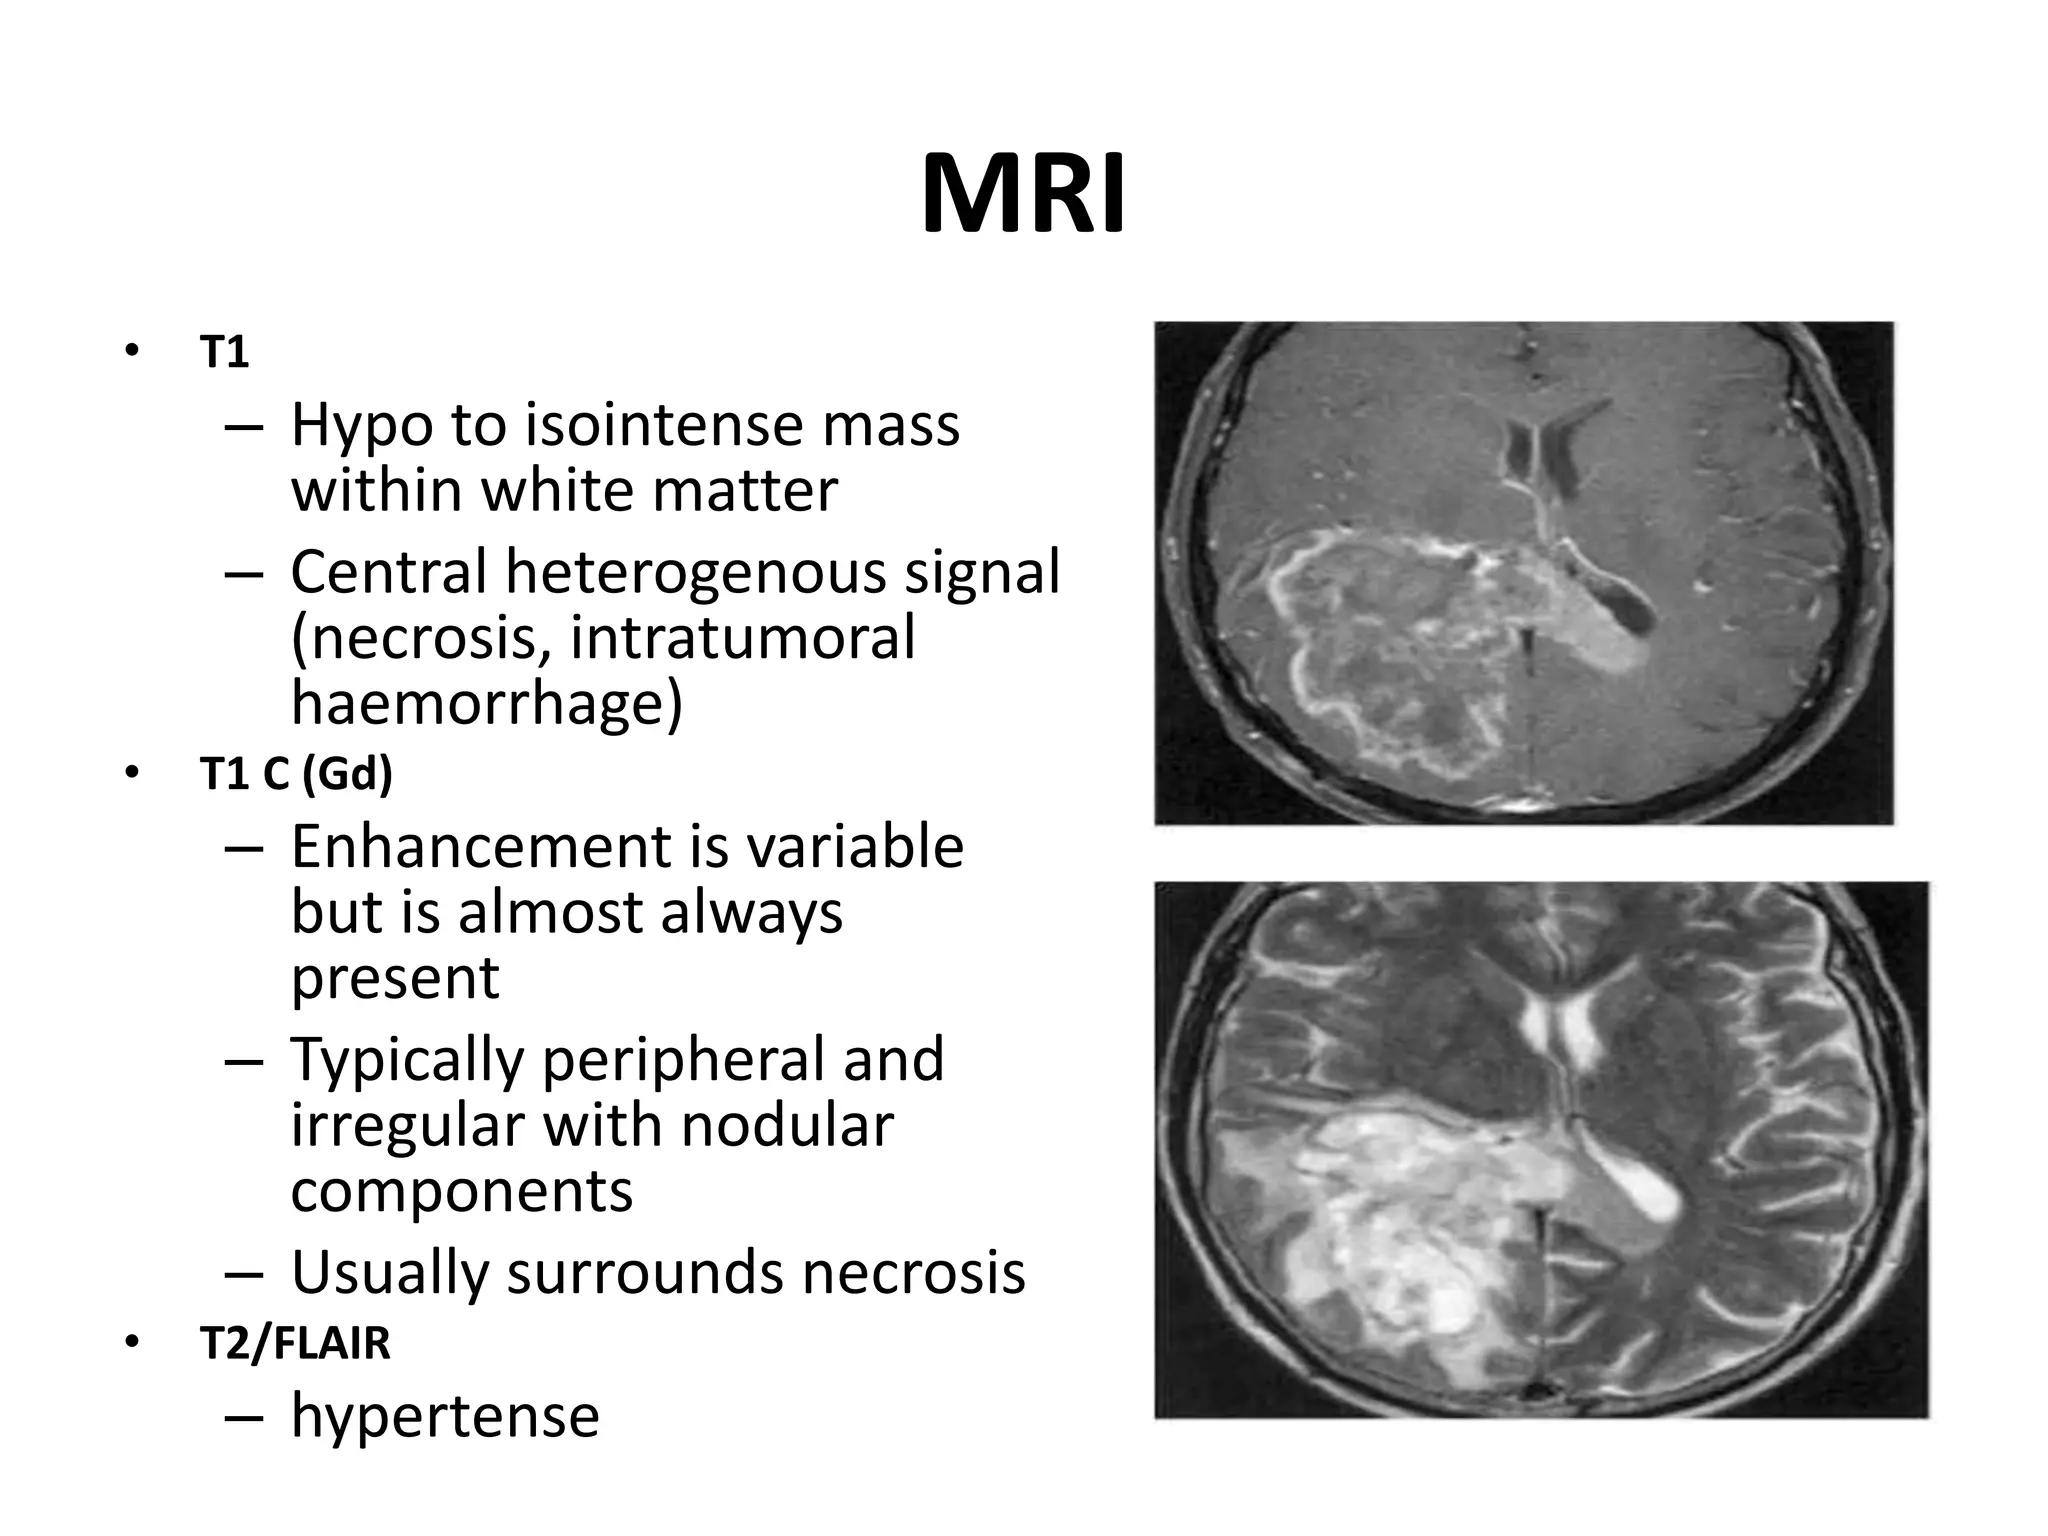 MRI
• T1
– Hypo to isointense mass
within white matter
– Central heterogenous signal
(necrosis, intratumoral
haemorrhage)
• T1 C (Gd)
– Enhancement is variable
but is almost always
present
– Typically peripheral and
irregular with nodular
components
– Usually surrounds necrosis
• T2/FLAIR
– hypertense